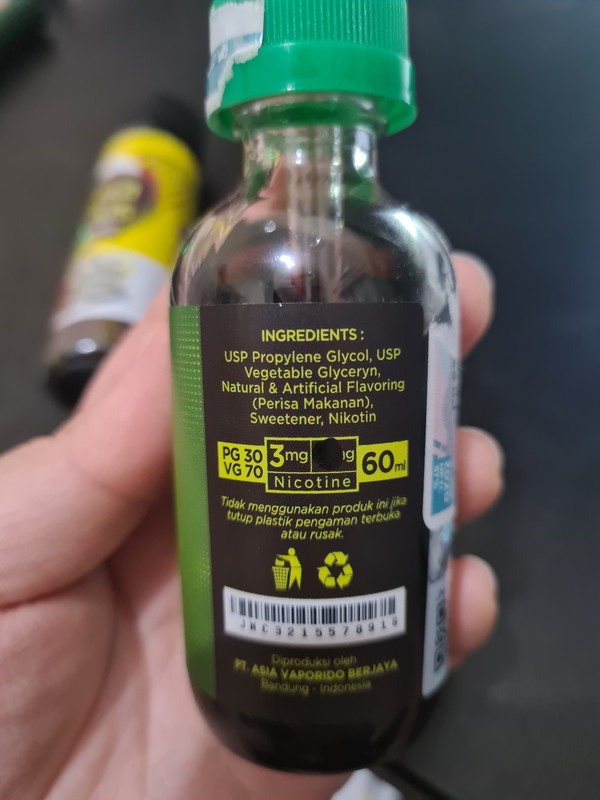 INGREDIENTS :
USP Propylene Glycol, USP
Vegetable Glyceryn,
Natural & Artificial Flavoring
(Perisa Makanan),
Sweetener, Nikotin
PG 30
VG 70
3mg
60ml
Nicotine
Tidak menggunakan produk ini jika
tutup plastik pengaman terbuka
atau rusak.
Diproduksi oleh
PT. ASIA VAPORIDO BERJAYA
Bandung - Indonesia